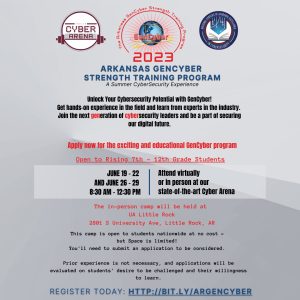 CYBER
ARENA
The Arkansas GenCyber Strength Training Program
GenCyber
2023
ARKANSAS GENCYBER
STRENGTH TRAINING PROGRAM
A Summer CyberSecurity Experience
Unlock Your Cybersecurity Potential with GenCyber!
Get hands-on experience in the field and learn from experts in the industry.
Join the next generation of cybersecurity leaders and be a part of securing
our digital future.
Apply now for the exciting and educational GenCyber program
Open to Rising 7th - 12th Grade Students
JUNE 19 - 22
AND JUNE 26 - 29
8:30 AM - 12:30 PM
Attend virtually
or in person at our
state-of-the-art Cyber Arena
The in-person camp will be held at
UA Little Rock
2801 S University Ave, Little Rock, AR
This camp is open to students nationwide at no cost -
but Space is limited!
You'll need to submit an application to be considered.
Prior experience is not necessary, and applications will be
evaluated on students' desire to be challenged and their willingness
to learn.
REGISTER TODAY: HTTP://BIT.LY/ARGENCYBER